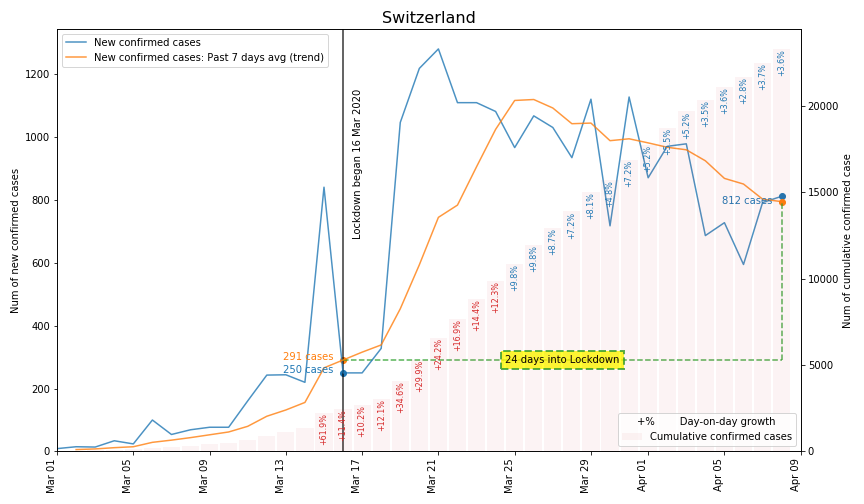 Switzerland
New confirmed cases
New confirmed cases: Past 7 days avg (trend)
Num of new confirmed cases
0
200
400
600
800
1000
1200
Lockdown began 16 Mar 2020
291 cases
250 cases
812 cases
24 days into Lockdown
+61.9%
+11.4%
+10.2%
+12.1%
+34.6%
+29.9%
+24.2%
+16.9%
+14.4%
+12.3%
+9.8%
+9.8%
+8.7%
+7.2%
+8.1%
+4.8%
+7.2%
+5.2%
+5.5%
+5.2%
+3.5%
+3.6%
+2.8%
+3.7%
+3.6%
+% Day-on-day growth
Cumulative confirmed cases
0
5000
10000
15000
20000
Num of cumulative confirmed case
Mar 01
Mar 05
Mar 09
Mar 13
Mar 17
Mar 21
Mar 25
Mar 29
Apr 01
Apr 05
Apr 09